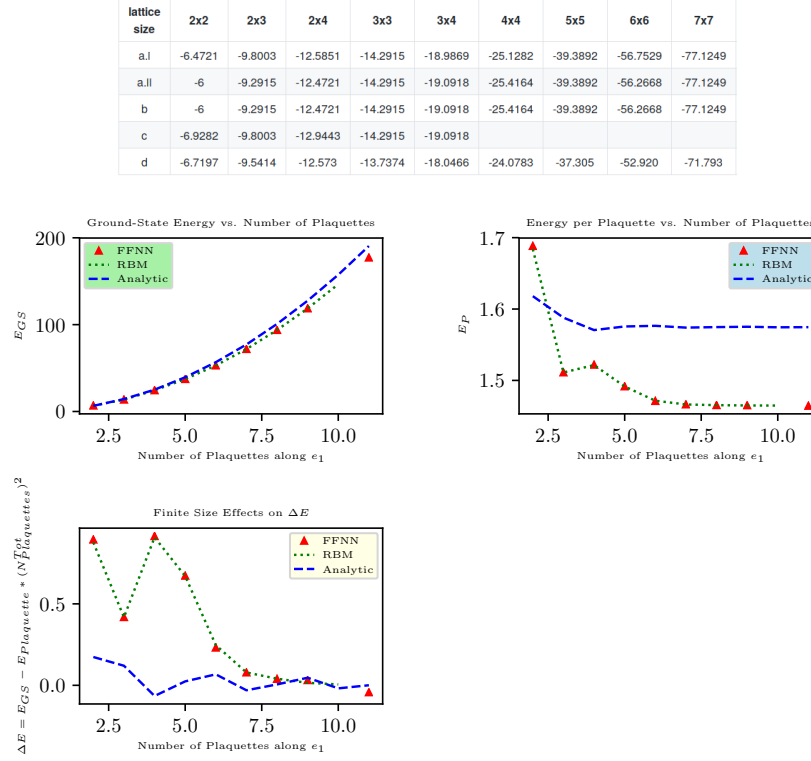 lattice size 2x2 2x3 2x4 3x3 3x4 4x4 5x5 6x6 7x7
a.I -6.4721 -9.8003 -12.5851 -14.2915 -18.9869 -25.1282 -39.3892 -56.7529 -77.1249
a.II -6 -9.2915 -12.4721 -14.2915 -19.0918 -25.4164 -39.3892 -56.2668 -77.1249
b -6 -9.2915 -12.4721 -14.2915 -19.0918 -25.4164 -39.3892 -56.2668 -77.1249
c -6.9282 -9.8003 -12.9443 -14.2915 -19.0918
d -6.7197 -9.5414 -12.573 -13.7374 -18.0466 -24.0783 -37.305 -52.920 -71.793
Ground-State Energy vs. Number of Plaquettes
200
100
0
E_{GS}
FFNN
RBM
Analytic
2.5 5.0 7.5 10.0
Number of Plaquettes along e_1
Energy per Plaquette vs. Number of Plaquettes
1.7
1.6
1.5
E_P
FFNN
RBM
Analytic
2.5 5.0 7.5 10.0
Number of Plaquettes along e_1
Finite Size Effects on ΔE
0.5
0.0
ΔE = E_{GS} − E_{Plaquette} * (N_{Plaquettes}^{Tot})^2
FFNN
RBM
Analytic
2.5 5.0 7.5 10.0
Number of Plaquettes along e_1